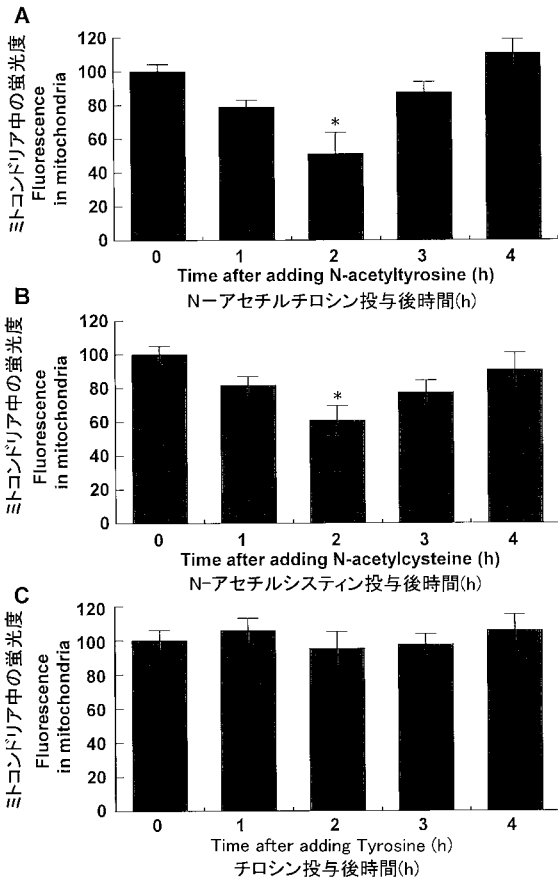 A
ミトコンドリア中の蛍光度
Fluorescence
in mitochondria
120
100
80
60
40
20
0
*
0 1 2 3 4
Time after adding N-acetyltyrosine (h)
N－アセチルチロシン投与後時間(h)
B
ミトコンドリア中の蛍光度
Fluorescence
in mitochondria
120
100
80
60
40
20
0
*
0 1 2 3 4
Time after adding N-acetylcysteine (h)
N-アセチルシスティン投与後時間(h)
C
ミトコンドリア中の蛍光度
Fluorescence
in mitochondria
120
100
80
60
40
20
0
0 1 2 3 4
Time after adding Tyrosine (h)
チロシン投与後時間(h)